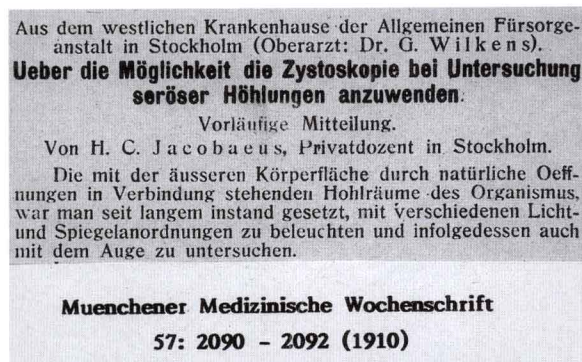 Aus dem westlichen Krankenhause der Allgemeinen Fürsorge-
anstalt in Stockholm (Oberarzt: Dr. G. Wilkens).
Ueber die Möglichkeit die Zystoskopie bei Untersuchung
seröser Höhlungen anzuwenden.
Vorläufige Mitteilung.
Von H. C. Jacobaeus, Privatdozent in Stockholm.
Die mit der äusseren Körperfläche durch natürliche Oeff-
nungen in Verbindung stehenden Hohlräume des Organismus,
war man seit langem instand gesetzt, mit verschiedenen Licht-
und Spiegelanordnungen zu beleuchten und infolgedessen auch
mit dem Auge zu untersuchen.
Muenchener Medizinische Wochenschrift
57: 2090 - 2092 (1910)